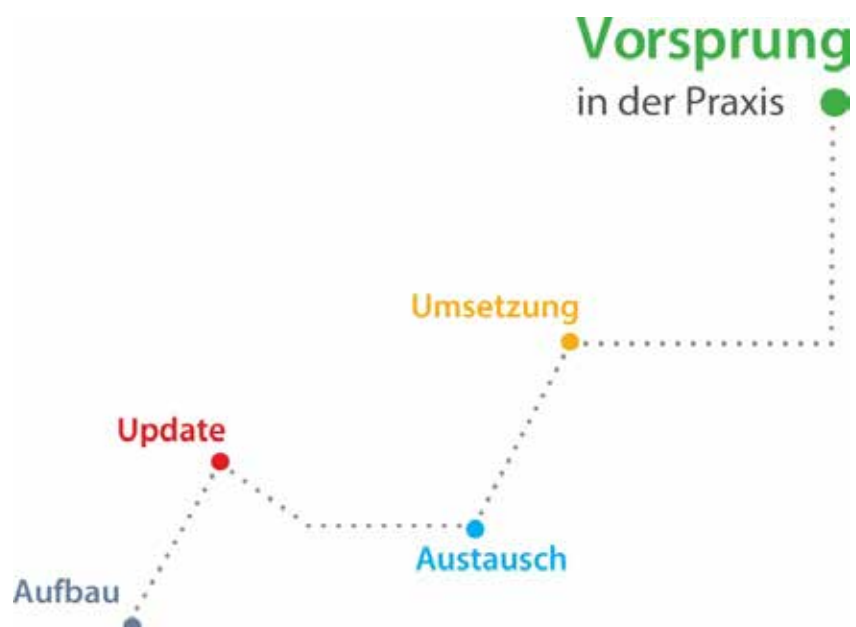 Vorsprung
in der Praxis
Umsetzung
Update
Austausch
Aufbau